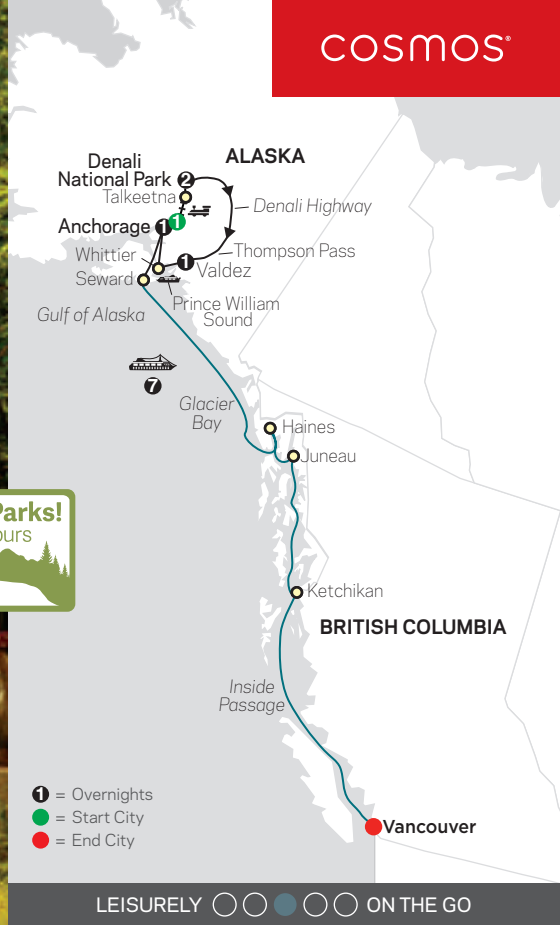 COSMOS®
ALASKA
Denali
National Park 2
Talkeetna
Denali Highway
Anchorage 1 1
Whittier
Thompson Pass
1 Valdez
Seward
Prince William
Sound
Gulf of Alaska
7
Glacier
Bay
Haines
Juneau
Parks!
ours
Ketchikan
BRITISH COLUMBIA
Inside
Passage
1 = Overnights
= Start City
= End City
Vancouver
LEISURELY ON THE GO